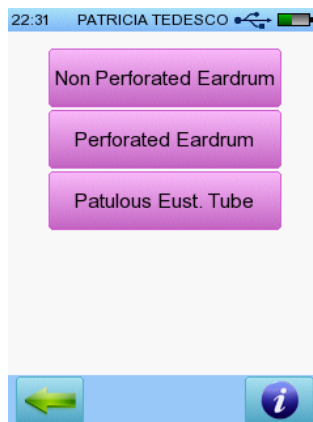 22:31 PATRICIA TEDESCO
Non Perforated Eardrum
Perforated Eardrum
Patulous Eust. Tube
i